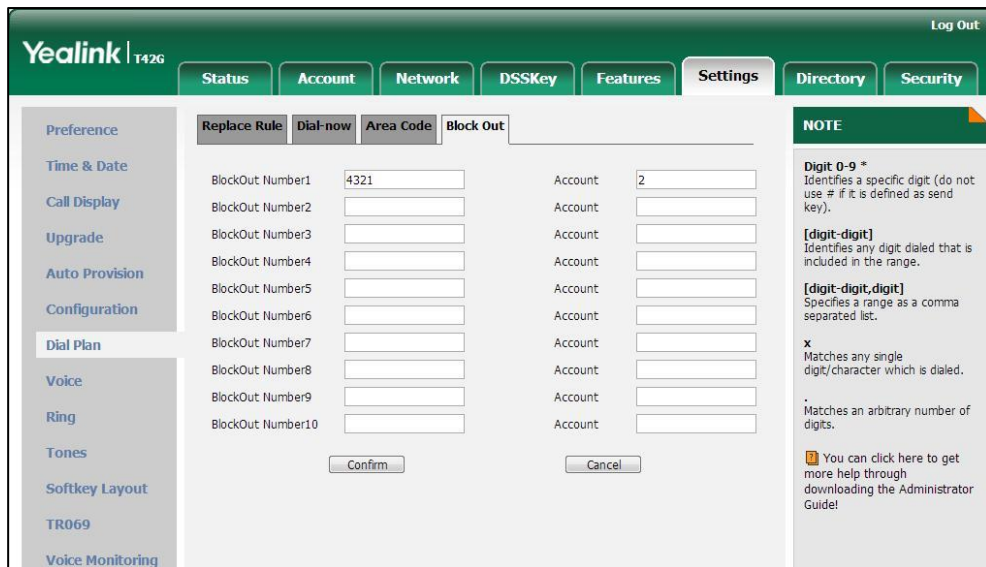 Log Out
Yealink | T42G
Status Account Network DSSKey Features Settings Directory Security
Preference
Time & Date
Call Display
Upgrade
Auto Provision
Configuration
Dial Plan
Voice
Ring
Tones
Softkey Layout
TR069
Voice Monitoring
Replace Rule Dial-now Area Code Block Out
BlockOut Number1 4321 Account 2
BlockOut Number2 Account
BlockOut Number3 Account
BlockOut Number4 Account
BlockOut Number5 Account
BlockOut Number6 Account
BlockOut Number7 Account
BlockOut Number8 Account
BlockOut Number9 Account
BlockOut Number10 Account
Confirm Cancel
NOTE
Digit 0-9 *
Identifies a specific digit (do not
use # if it is defined as send
key).
[digit-digit]
Identifies any digit dialed that is
included in the range.
[digit-digit,digit]
Specifies a range as a comma
separated list.
x
Matches any single
digit/character which is dialed.
.
Matches an arbitrary number of
digits.
You can click here to get
more help through
downloading the Administrator
Guide!